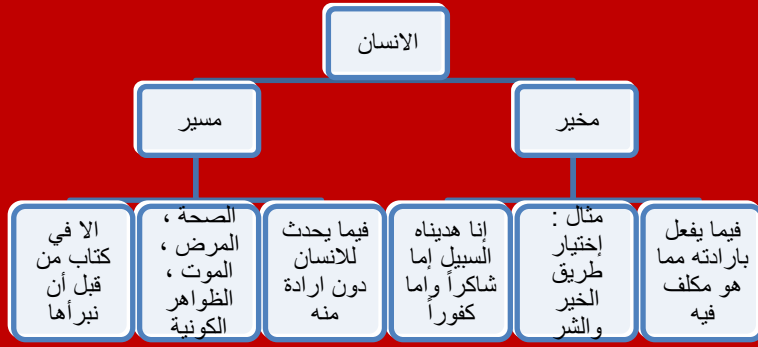 الانسان
مخير
مسير
فيما يفعل
بارادته مما
هو مكلف
فيه
مثال :
إختيار
طريق
الخير
والشر
إنا هديناه
السبيل إما
شاكراً واما
كفوراً
فيما يحدث
للانسان
دون ارادة
منه
الصحة ،
المرض ،
الموت ،
الظواهر
الكونية
الا في
كتاب من
قبل أن
نبرأها